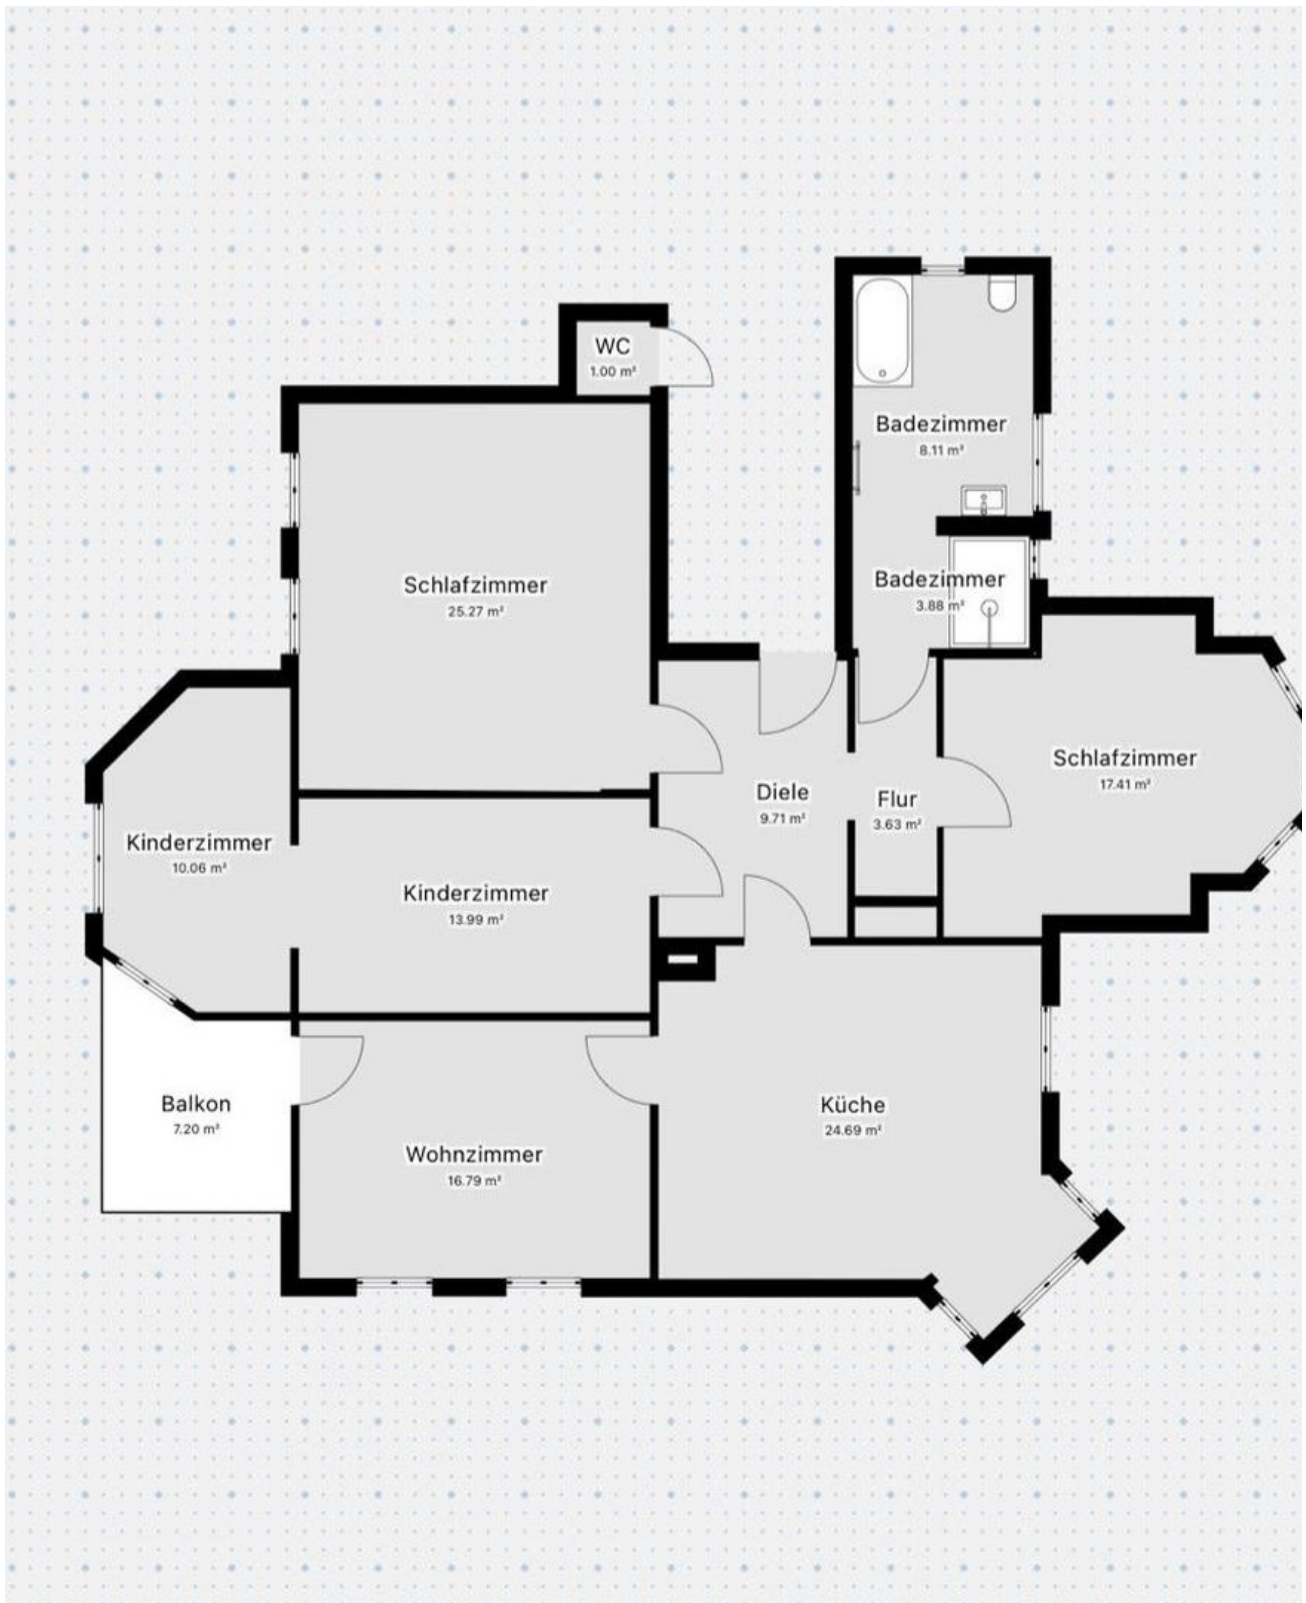 WC
1.00 m²
Badezimmer
8.11 m²
Schlafzimmer
25.27 m²
Badezimmer
3.88 m²
Schlafzimmer
17.41 m²
Diele
9.71 m²
Flur
3.63 m²
Kinderzimmer
10.06 m²
Kinderzimmer
13.99 m²
Balkon
7.20 m²
Wohnzimmer
16.79 m²
Küche
24.69 m²